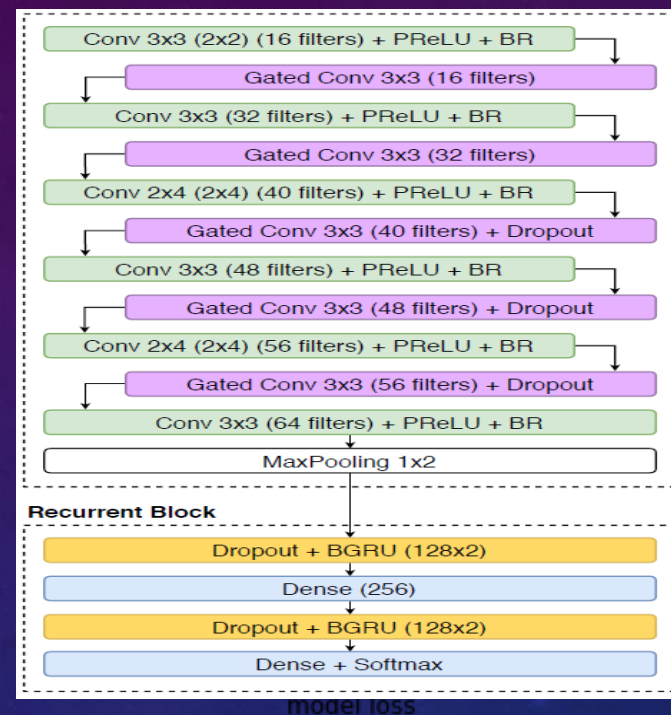 Conv 3x3 (2x2) (16 filters) + PReLU + BR
Gated Conv 3x3 (16 filters)
Conv 3x3 (32 filters) + PReLU + BR
Gated Conv 3x3 (32 filters)
Conv 2x4 (2x4) (40 filters) + PReLU + BR
Gated Conv 3x3 (40 filters) + Dropout
Conv 3x3 (48 filters) + PReLU + BR
Gated Conv 3x3 (48 filters) + Dropout
Conv 2x4 (2x4) (56 filters) + PReLU + BR
Gated Conv 3x3 (56 filters) + Dropout
Conv 3x3 (64 filters) + PReLU + BR
MaxPooling 1x2
Recurrent Block
Dropout + BGRU (128x2)
Dense (256)
Dropout + BGRU (128x2)
Dense + Softmax
model loss